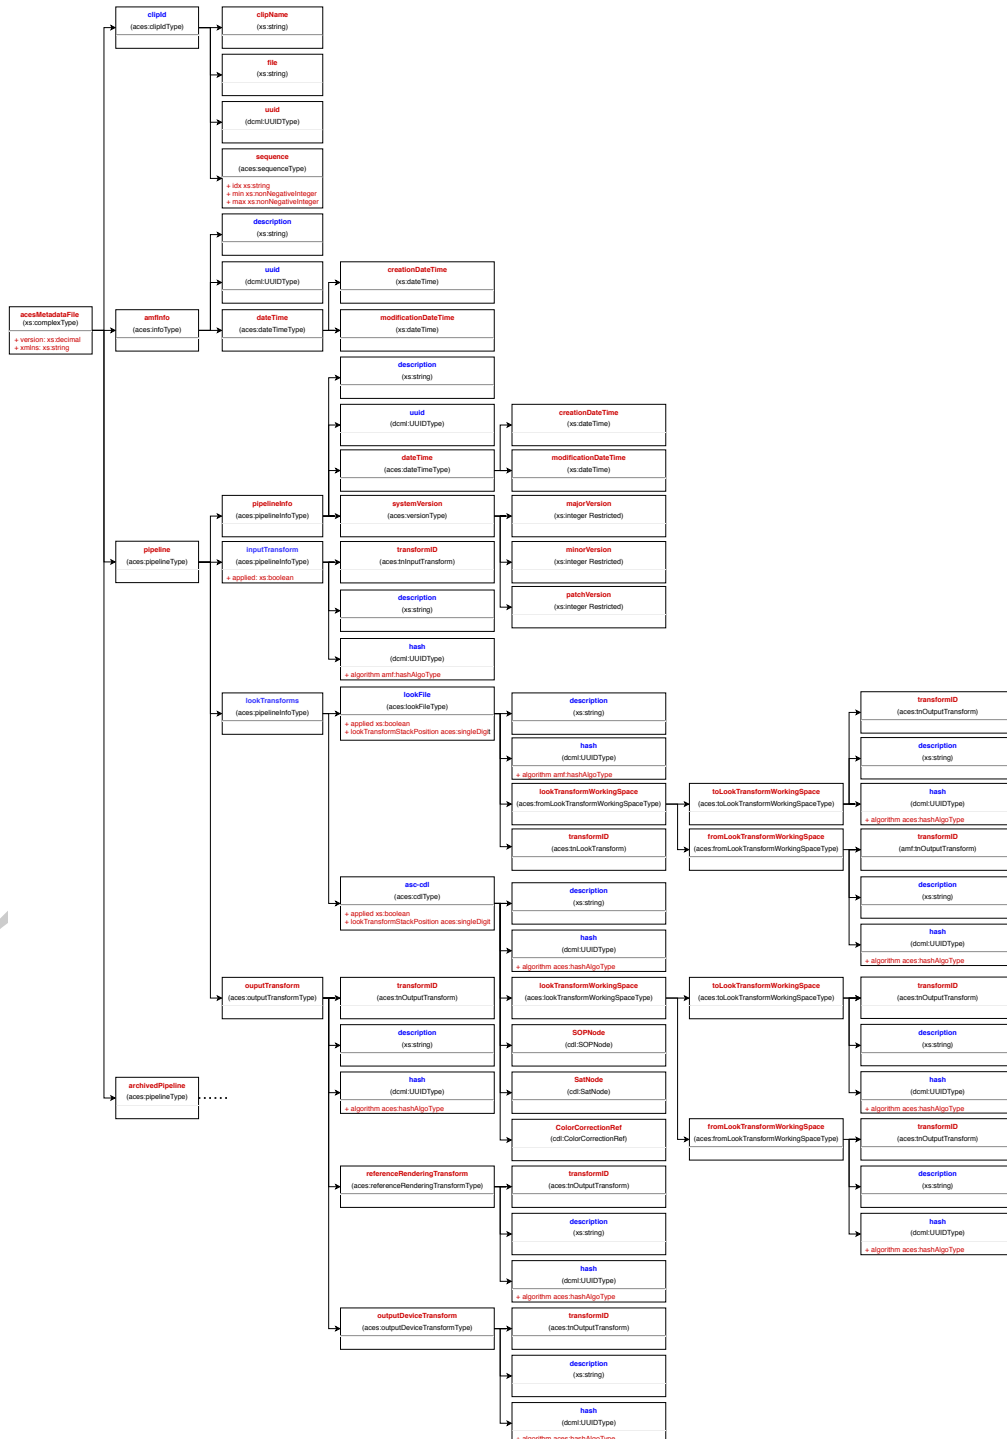 clipId
(aces:clipIdType)
clipName
(xs:string)
file
(xs:string)
uuid
(dcml:UUIDType)
sequence
(aces:sequenceType)
+ idx xs:string
+ min xs:nonNegativeInteger
+ max xs:nonNegativeInteger
description
(xs:string)
uuid
(dcml:UUIDType)
creationDateTime
(xs:dateTime)
acesMetadataFile
(xs:complexType)
+ version: xs:decimal
+ xmlns: xs:string
amfInfo
(aces:infoType)
dateTime
(aces:dateTimeType)
modificationDateTime
(xs:dateTime)
description
(xs:string)
uuid
(dcml:UUIDType)
creationDateTime
(xs:dateTime)
dateTime
(aces:dateTimeType)
modificationDateTime
(xs:dateTime)
pipelineInfo
(aces:pipelineInfoType)
systemVersion
(aces:versionType)
majorVersion
(xs:integer Restricted)
pipeline
(aces:pipelineType)
inputTransform
(aces:pipelineInfoType)
+ applied: xs:boolean
transformID
(aces:tnInputTransform)
minorVersion
(xs:integer Restricted)
description
(xs:string)
patchVersion
(xs:integer Restricted)
hash
(dcml:UUIDType)
+ algorithm amf:hashAlgoType
lookTransforms
(aces:pipelineInfoType)
lookFile
(aces:lookFileType)
+ applied xs:boolean
+ lookTransformStackPosition aces:singleDigit
description
(xs:string)
transformID
(aces:tnOutputTransform)
hash
(dcml:UUIDType)
+ algorithm amf:hashAlgoType
description
(xs:string)
lookTransformWorkingSpace
(aces:fromLookTransformWorkingSpaceType)
toLookTransformWorkingSpace
(aces:toLookTransformWorkingSpaceType)
hash
(dcml:UUIDType)
+ algorithm aces:hashAlgoType
transformID
(aces:tnLookTransform)
fromLookTransformWorkingSpace
(aces:fromLookTransformWorkingSpaceType)
transformID
(amf:tnOutputTransform)
asc-cdl
(aces:cdlType)
+ applied xs:boolean
+ lookTransformStackPosition aces:singleDigit
description
(xs:string)
description
(xs:string)
hash
(dcml:UUIDType)
+ algorithm aces:hashAlgoType
hash
(dcml:UUIDType)
+ algorithm aces:hashAlgoType
ouputTransform
(aces:outputTransformType)
transformID
(aces:tnOutputTransform)
lookTransformWorkingSpace
(aces:lookTransformWorkingSpaceType)
toLookTransformWorkingSpace
(aces:toLookTransformWorkingSpaceType)
transformID
(aces:tnOutputTransform)
description
(xs:string)
SOPNode
(cdl:SOPNode)
description
(xs:string)
archivedPipeline
(aces:pipelineType)
hash
(dcml:UUIDType)
+ algorithm aces:hashAlgoType
SatNode
(cdl:SatNode)
hash
(dcml:UUIDType)
+ algorithm aces:hashAlgoType
ColorCorrectionRef
(cdl:ColorCorrectionRef)
fromLookTransformWorkingSpace
(aces:fromLookTransformWorkingSpaceType)
transformID
(aces:tnOutputTransform)
referenceRenderingTransform
(aces:referenceRenderingTransformType)
transformID
(aces:tnOutputTransform)
description
(xs:string)
description
(xs:string)
hash
(dcml:UUIDType)
+ algorithm aces:hashAlgoType
hash
(dcml:UUIDType)
+ algorithm aces:hashAlgoType
outputDeviceTransform
(aces:outputDeviceTransformType)
transformID
(aces:tnOutputTransform)
description
(xs:string)
hash
(dcml:UUIDType)
+ algorithm aces:hashAlgoType